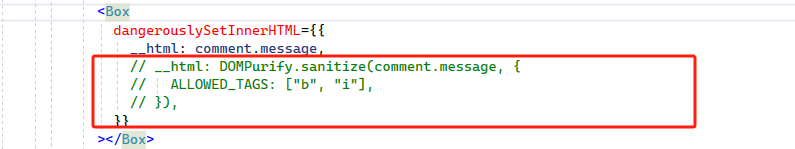 <Box
dangerouslySetInnerHTML={{
__html: comment.message,
// __html: DOMPurify.sanitize(comment.message, {
//   ALLOWED_TAGS: ["b", "i"],
// }),
}}
></Box>